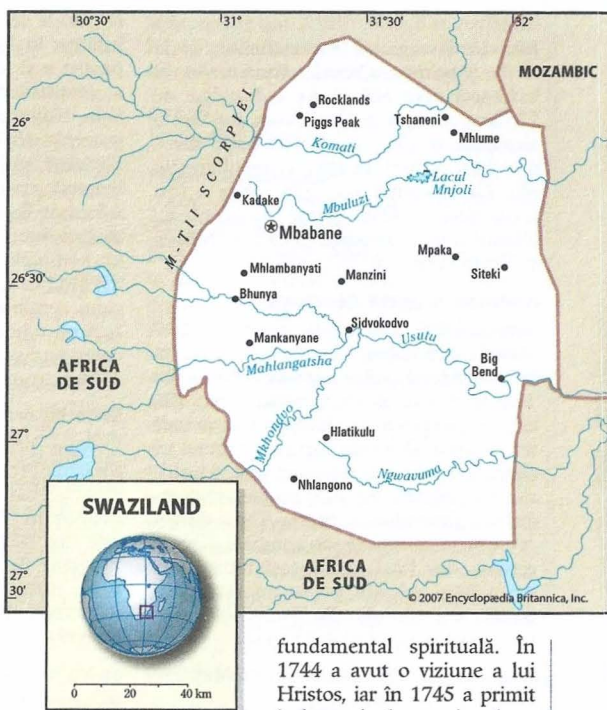 30°30'
31°
31°30'
32°
MOZAMBIC
Rocklands
Piggs Peak
Tshaneni
Mhlume
26°
Komati
M-ȚII SCORPIEI
Lacul
Mnjoli
Kadake
Mbuluzi
Mbabane
Mpaka
Siteki
26°30'
Mhlambanyati
Manzini
Bhunya
Sidvokodvo
Usutu
Mankanyane
Mahlangatsha
Big
Bend
AFRICA
DE SUD
Mkhondvo
27°
Hlatikulu
Ngwavuma
Nhlangono
SWAZILAND
AFRICA
DE SUD
27°
30'
© 2007 Encyclopædia Britannica, Inc.
0 20 40 km
fundamental spirituală. În
1744 a avut o viziune a lui
Hristos, iar în 1745 a primit